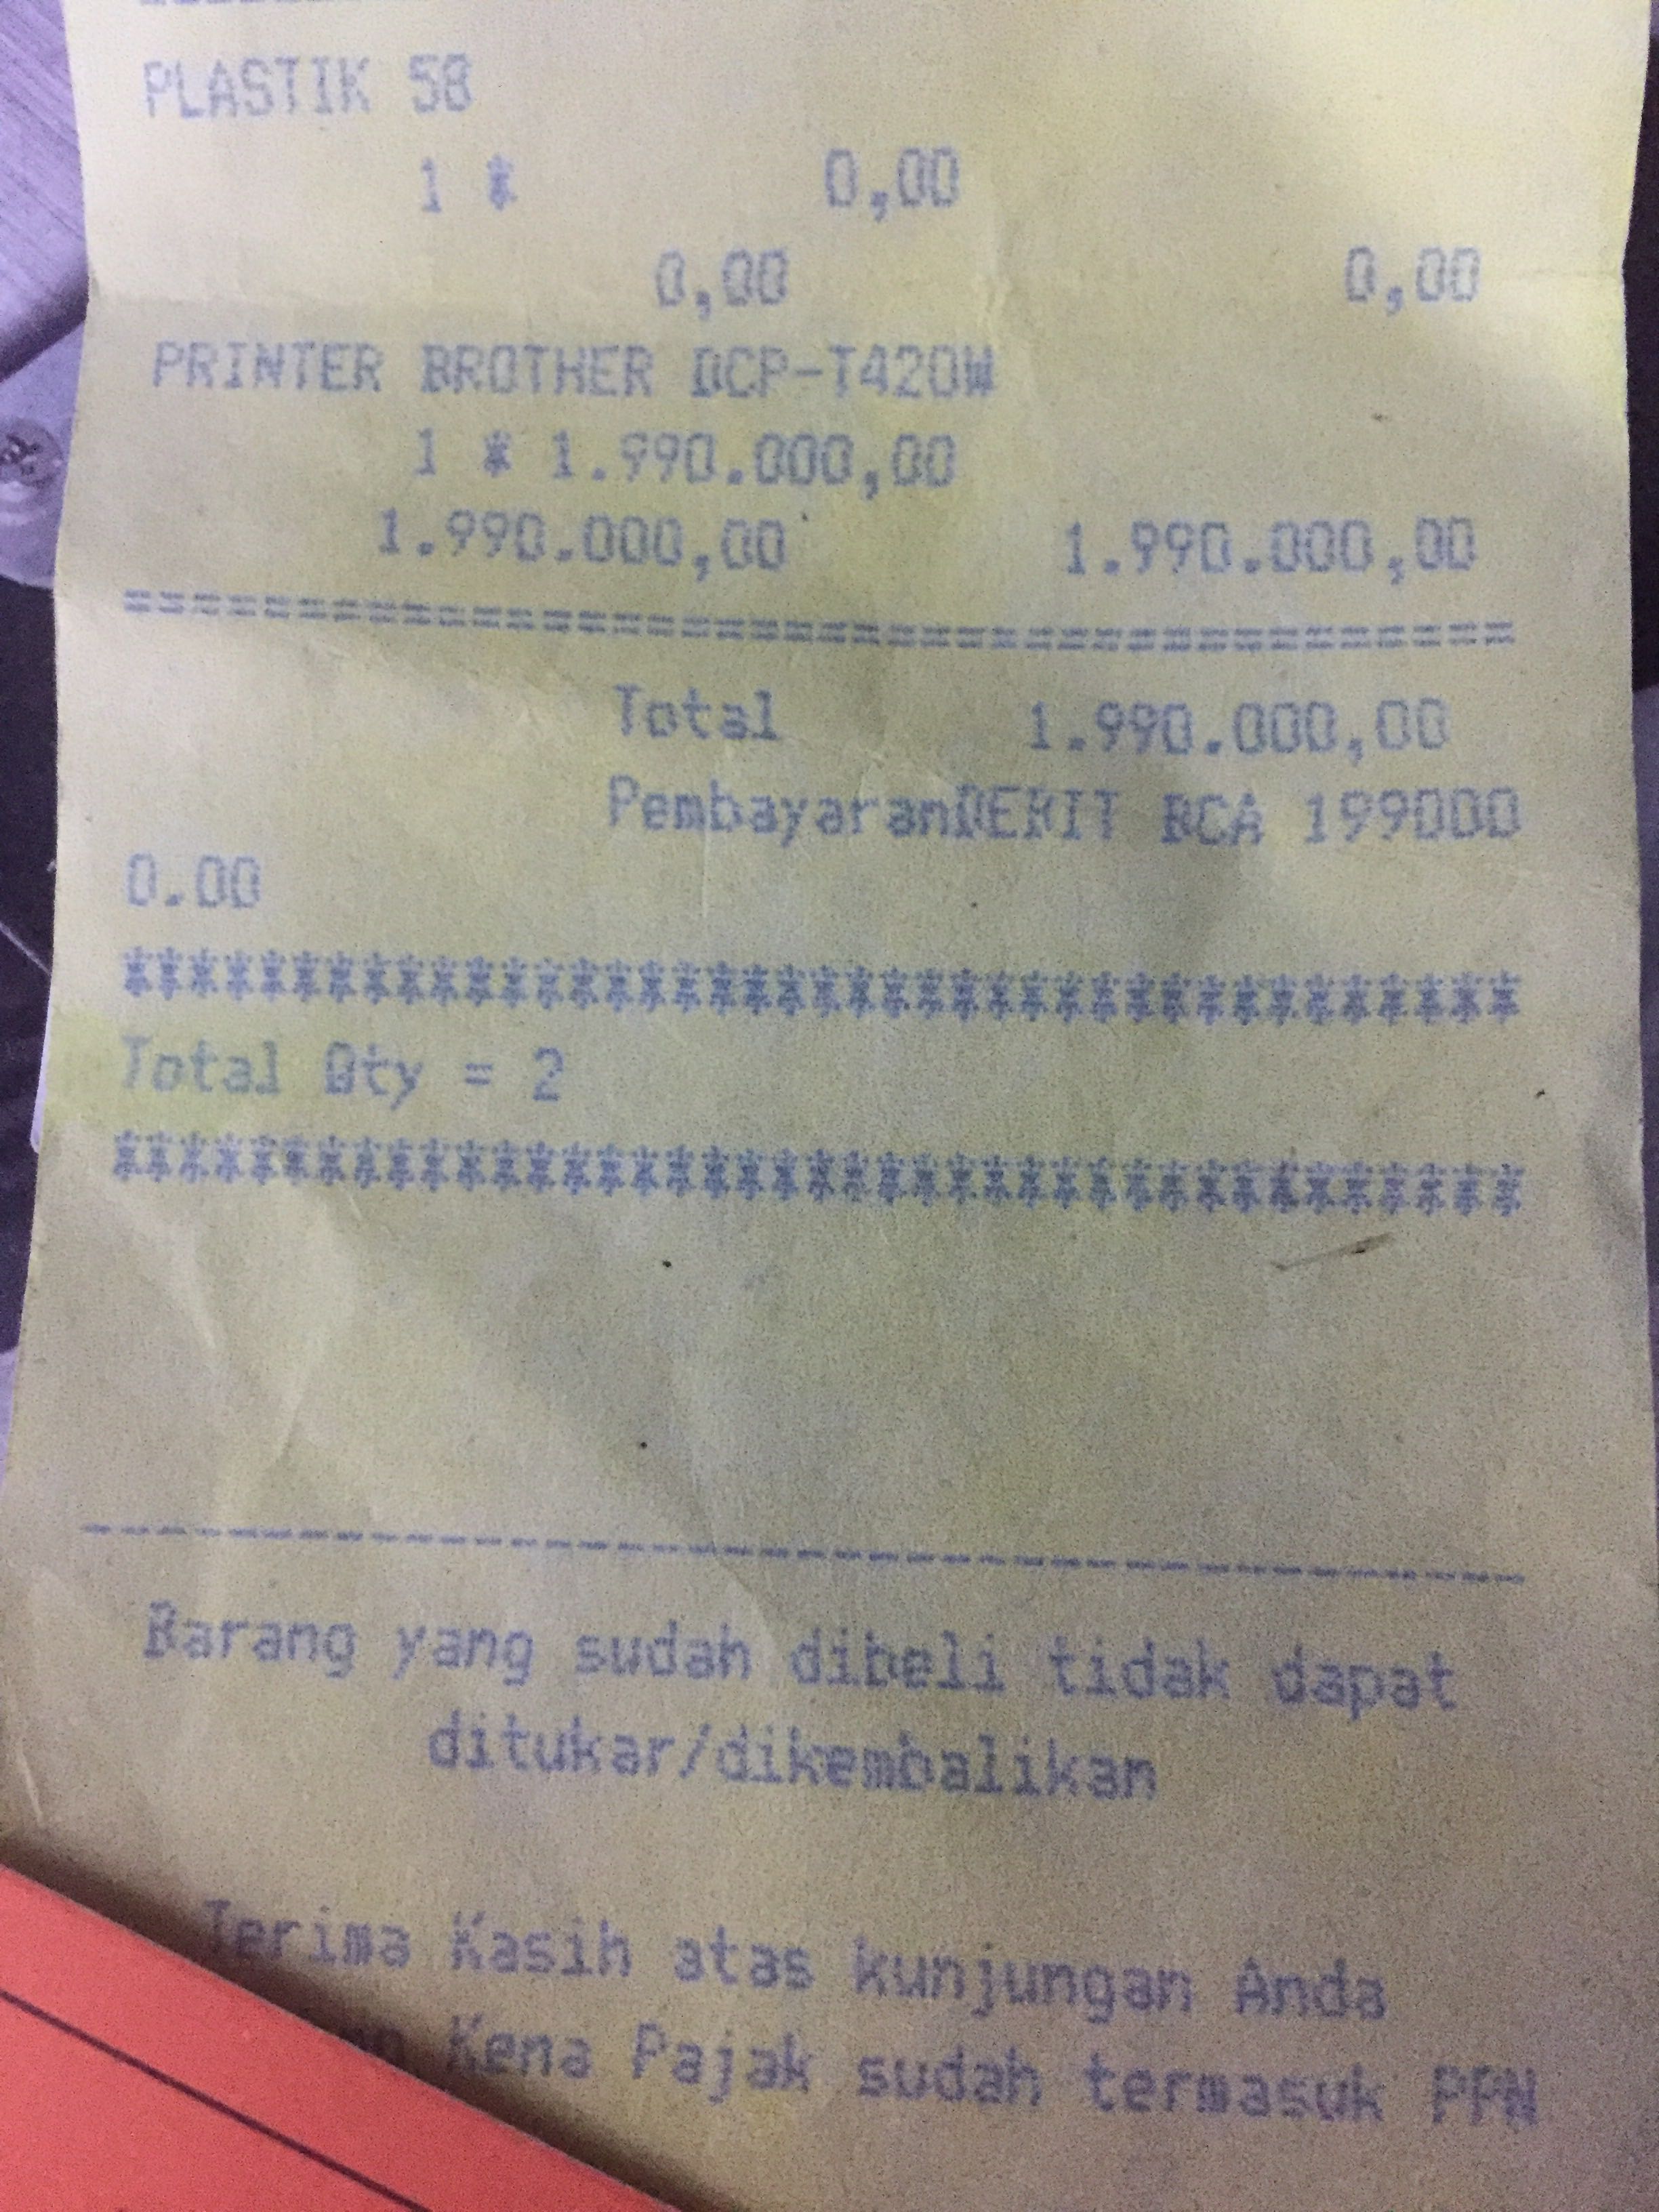 PLASTIK 58
1 * 0,00
0,00 0,00
PRINTER BROTHER DCP-T420W
1 * 1.990.000,00
1.990.000,00 1.990.000,00
========================================
Total 1.990.000,00
PembayaranDEBIT BCA 199000
0.00
****************************************
Total Qty = 2
****************************************
----------------------------------------
Barang yang sudah dibeli tidak dapat
ditukar/dikembalikan
Terima Kasih atas kunjungan Anda
Kena Pajak sudah termasuk PPN